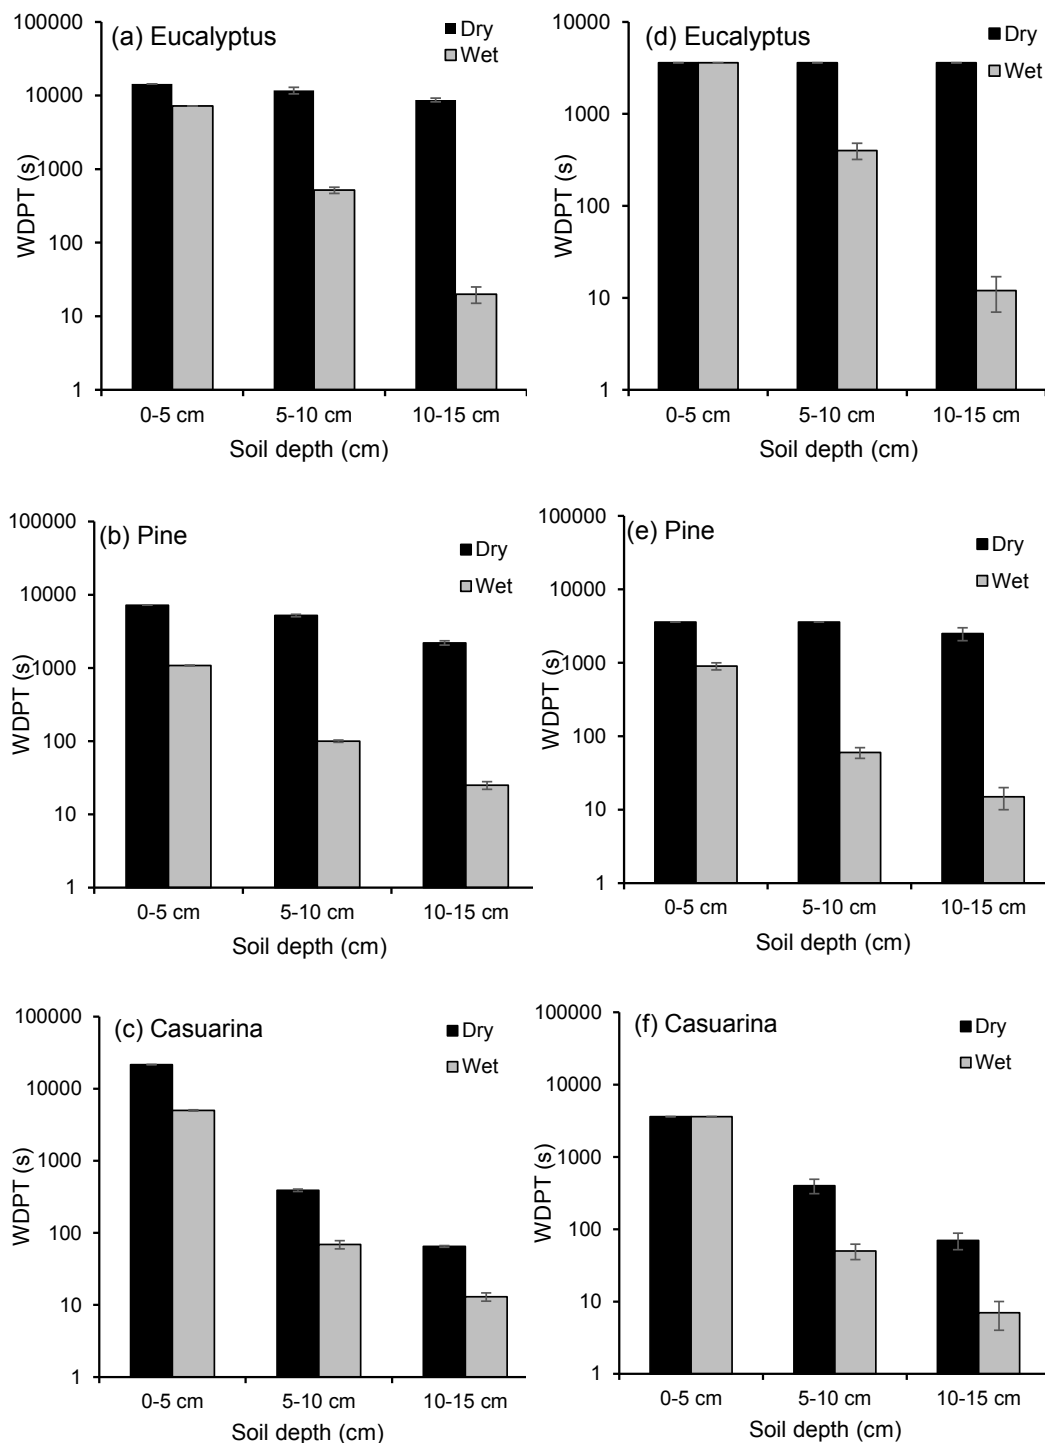 (a) Eucalyptus
Dry
Wet
100000
10000
1000
100
10
1
WDPT (s)
0-5 cm 5-10 cm 10-15 cm
Soil depth (cm)
(d) Eucalyptus
Dry
Wet
10000
1000
100
10
1
WDPT (s)
0-5 cm 5-10 cm 10-15 cm
Soil depth (cm)
(b) Pine
Dry
Wet
100000
10000
1000
100
10
1
WDPT (s)
0-5 cm 5-10 cm 10-15 cm
Soil depth (cm)
(e) Pine
Dry
Wet
100000
10000
1000
100
10
1
WDPT (s)
0-5 cm 5-10 cm 10-15 cm
Soil depth (cm)
(c) Casuarina
Dry
Wet
100000
10000
1000
100
10
1
WDPT (s)
0-5 cm 5-10 cm 10-15 cm
Soil depth (cm)
(f) Casuarina
Dry
Wet
100000
10000
1000
100
10
1
WDPT (s)
0-5 cm 5-10 cm 10-15 cm
Soil depth (cm)